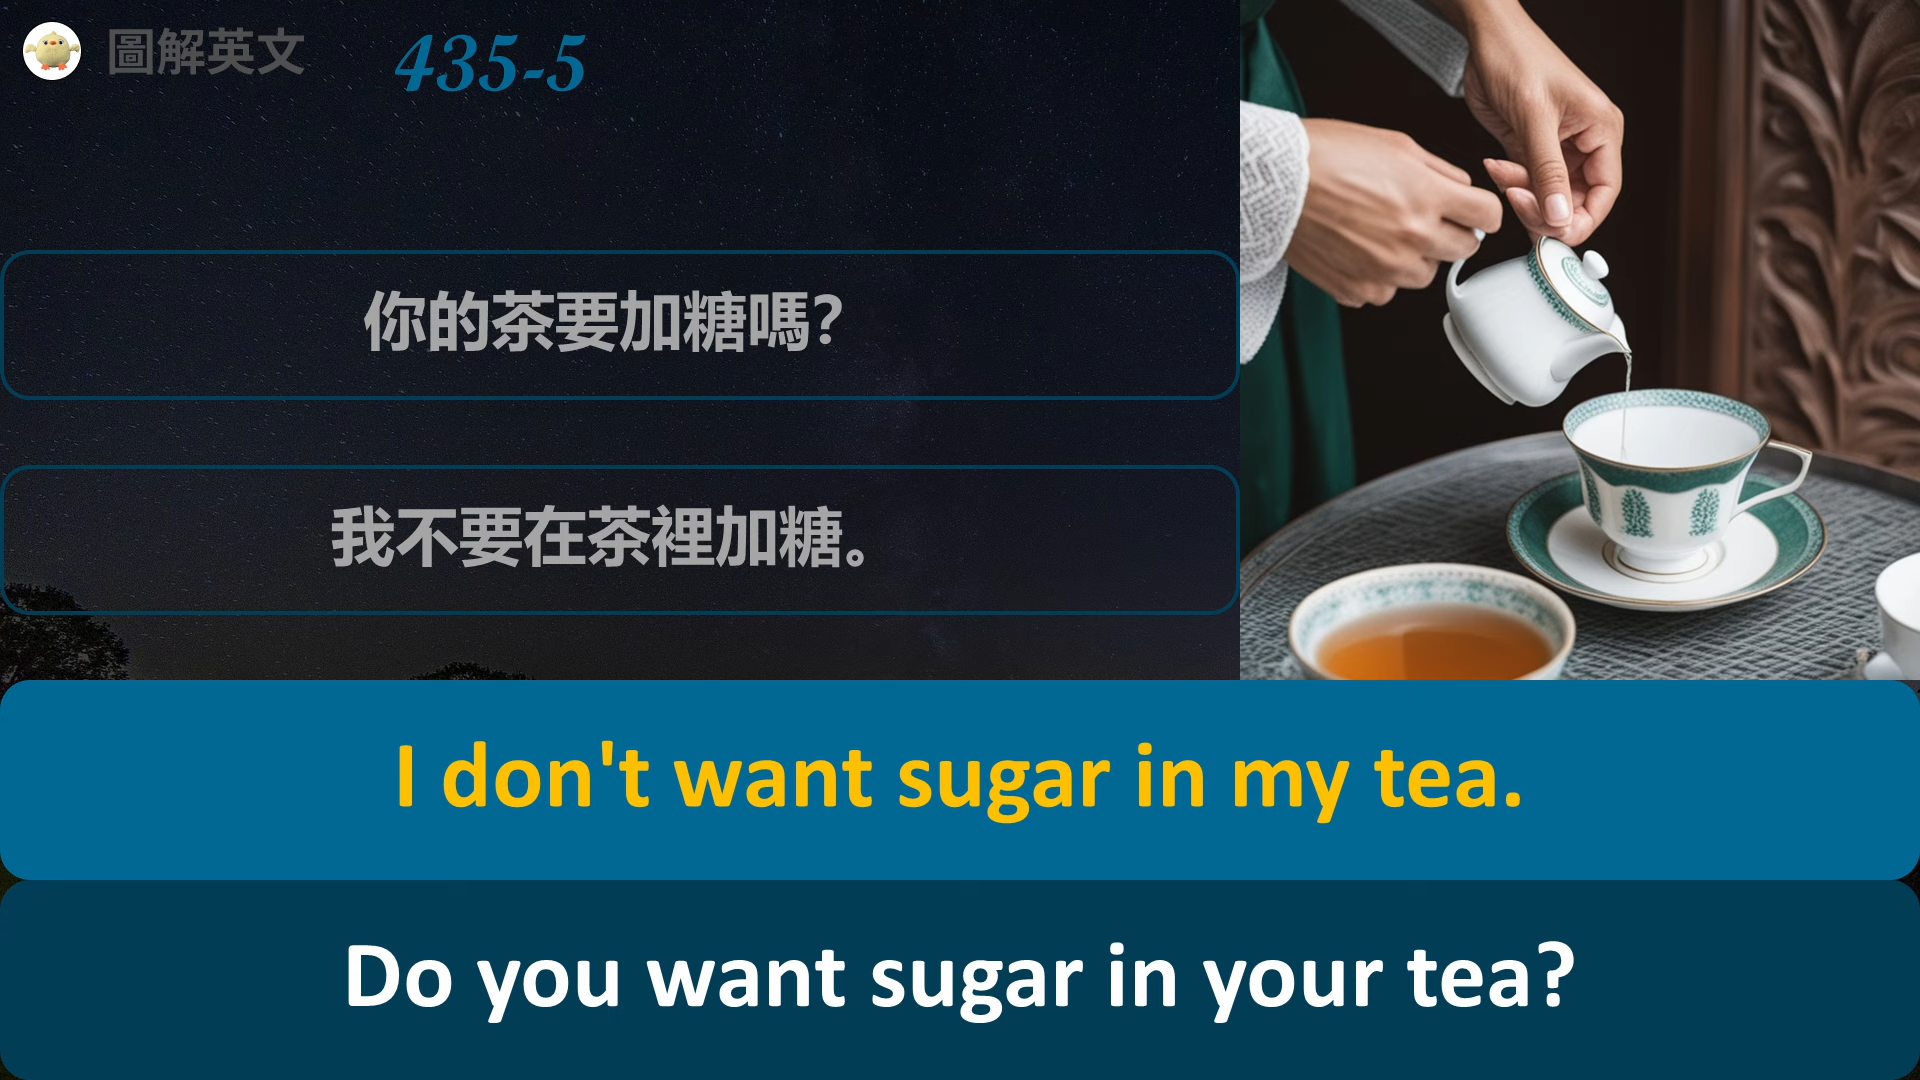 圖解英文 435-5
你的茶要加糖嗎?
我不要在茶裡加糖。
I don't want sugar in my tea.
Do you want sugar in your tea?